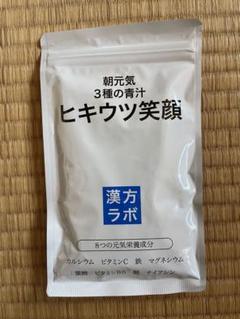 朝元気
3種の青汁
ヒキウツ笑顔
漢方
ラボ
8つの元気栄養成分
カルシウム ビタミンC 鉄 マグネシウム
葉酸 ナイアシン